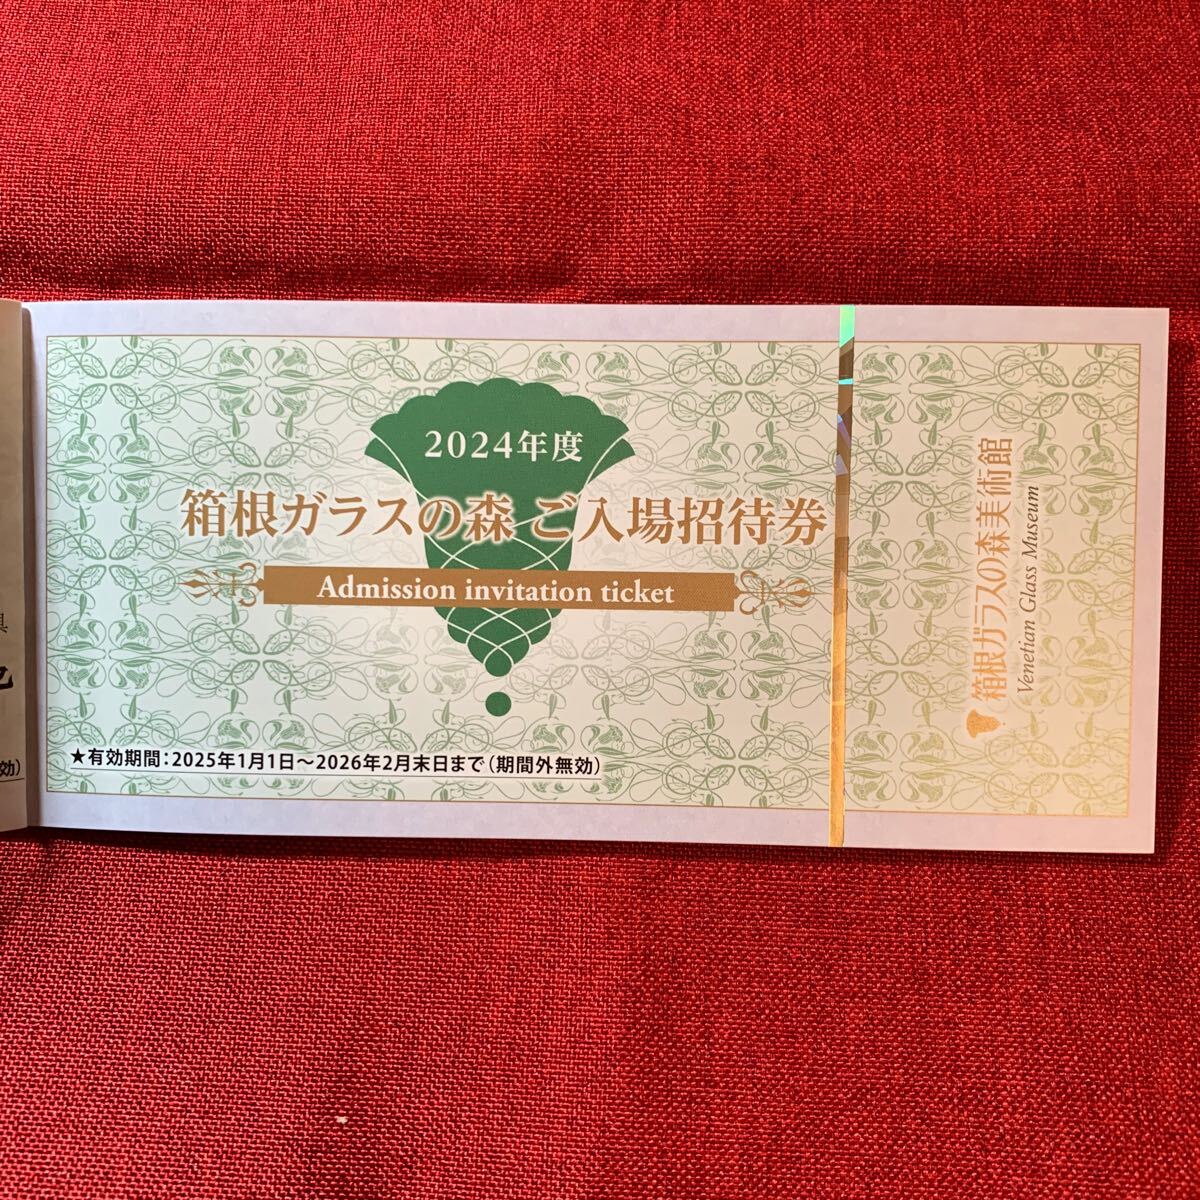 2024年度
箱根ガラスの森 ご入場招待券
Admission invitation ticket
★有効期間：2025年1月1日～2026年2月末日まで（期間外無効）
箱根ガラスの森美術館
Venetian Glass Museum
効）